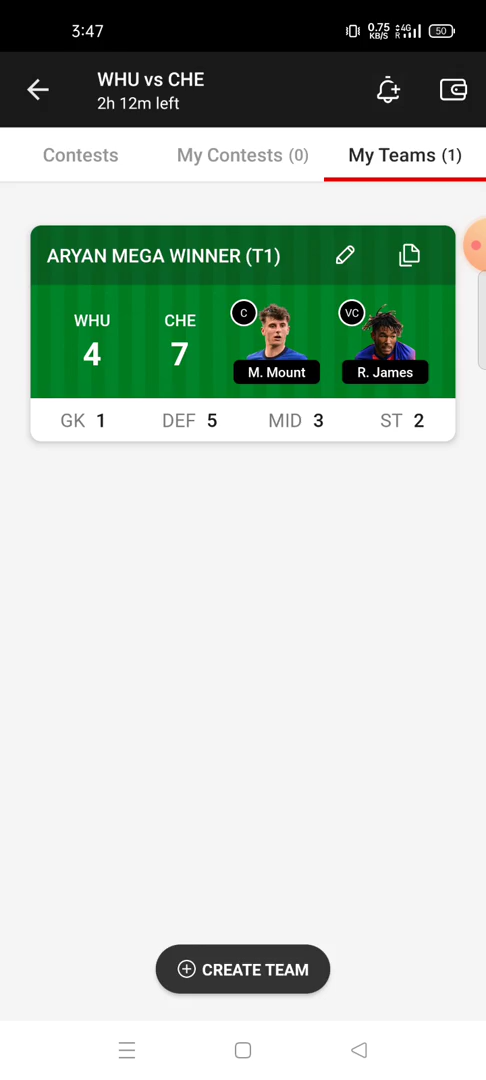 3:47 0.75 KB/S 4G R 50
WHU vs CHE
2h 12m left
Contests My Contests (0) My Teams (1)
ARYAN MEGA WINNER (T1)
WHU CHE C VC
4 7
M. Mount R. James
GK 1 DEF 5 MID 3 ST 2
CREATE TEAM